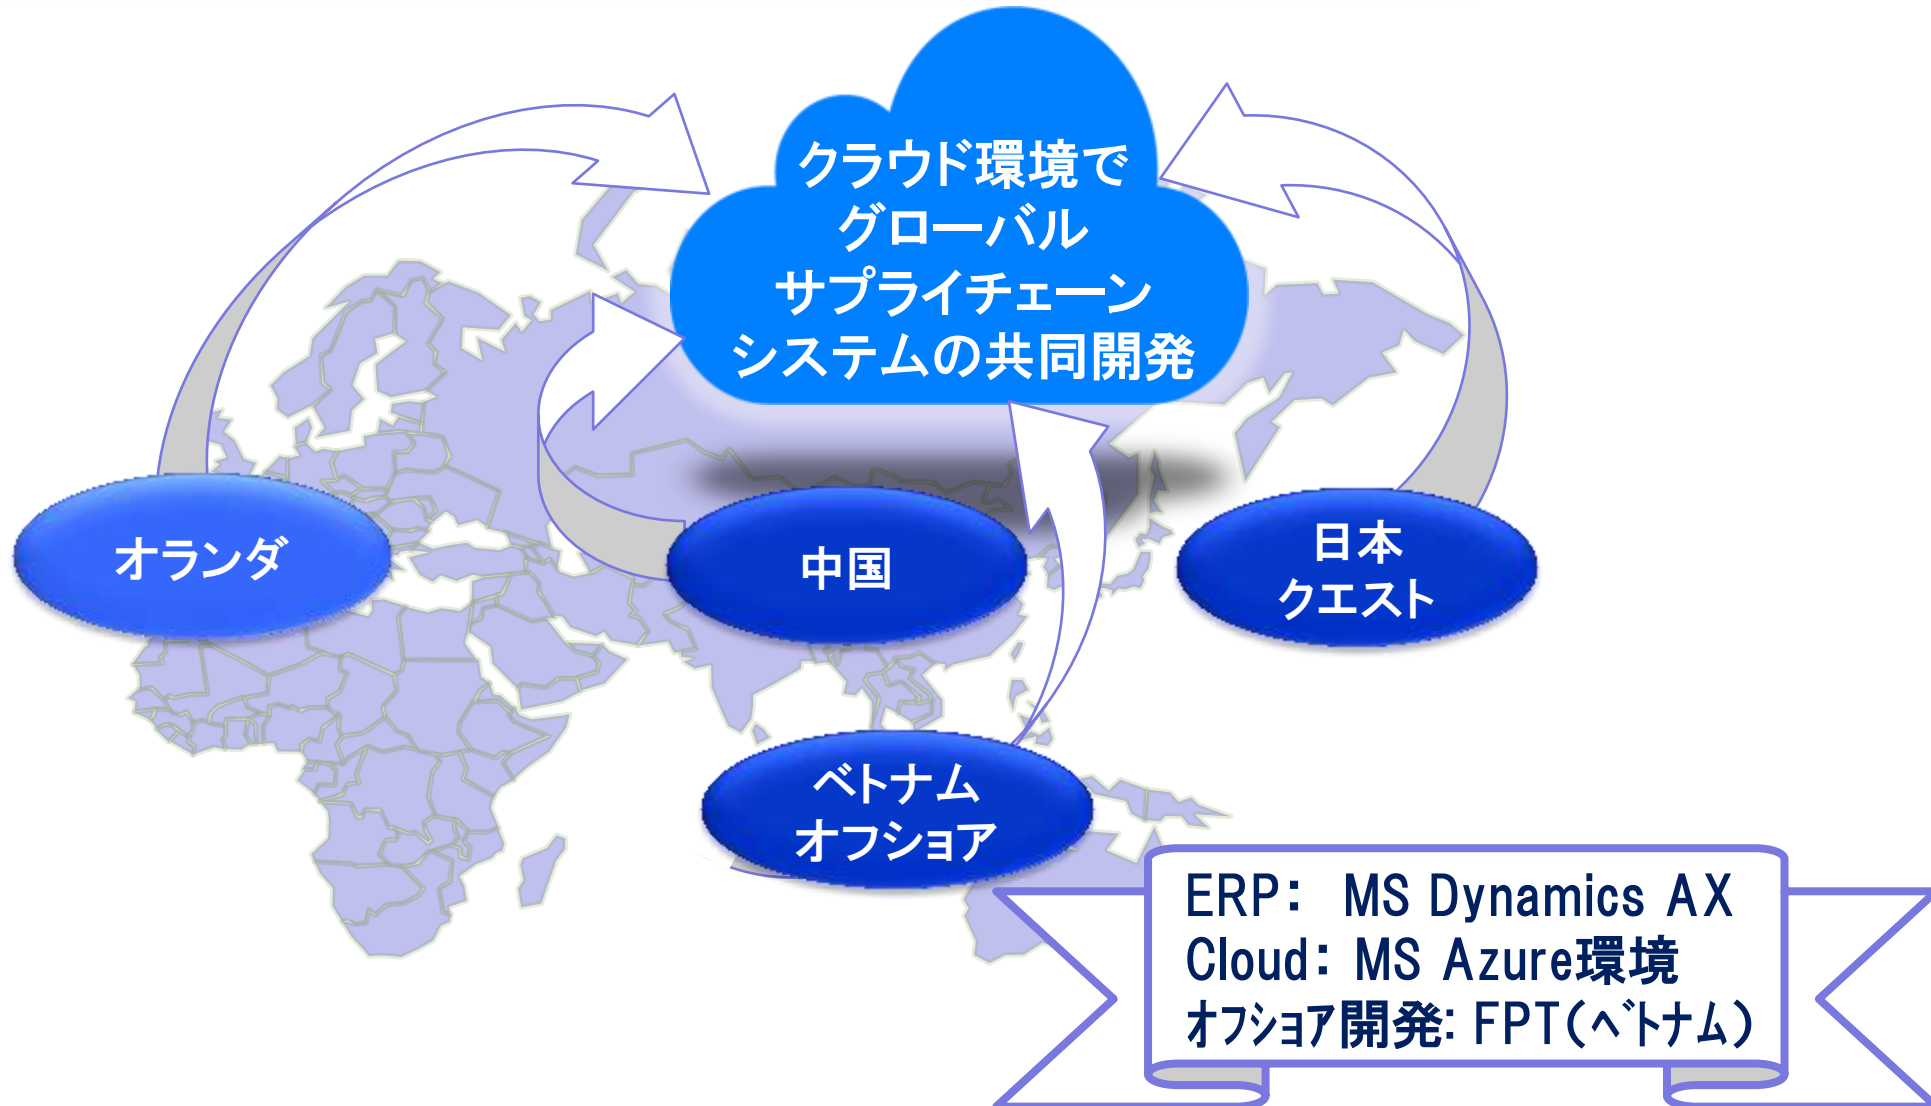 クラウド環境で
グローバル
サプライチェーン
システムの共同開発
オランダ
中国
日本
クエスト
ベトナム
オフショア
ERP： MS Dynamics AX
Cloud： MS Azure環境
ｵﾌｼｮｱ開発: FPT(ﾍﾞﾄﾅﾑ)